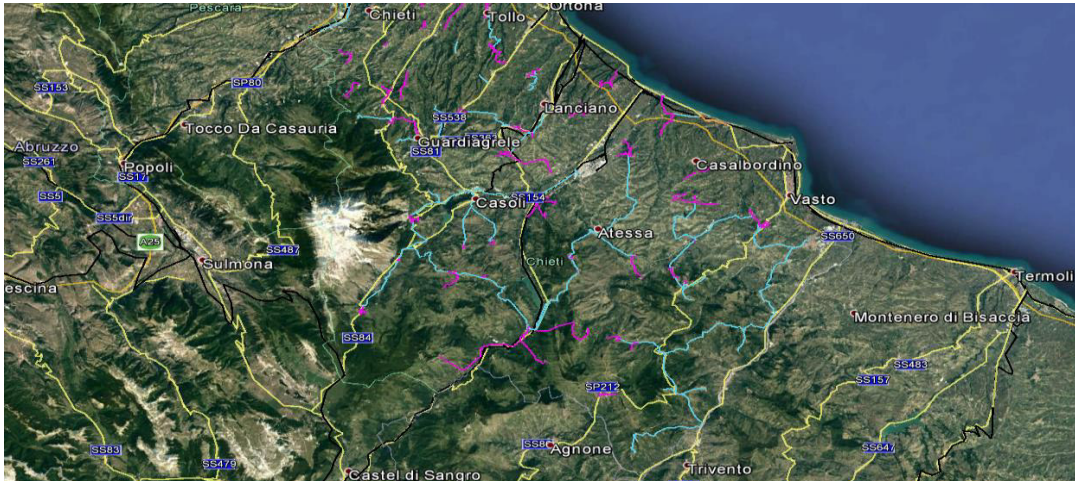 Pescara
Chieti
Tollo
Ortona
SS153
SP80
Lanciano
SS538
Tocco Da Casauria
Guardiagrele
SS81
Abruzzo
SS261
Popoli
SS17
Casalbordino
SS5
SS154
Casoli
Vasto
SS5dir
A25
SS487
Atessa
SS650
Sulmona
Chieti
Termoli
escina
Montenero di Bisaccia
SS84
SS483
SS157
SP212
SS83
SS479
Agnone
SS647
Castel di Sangro
Trivento